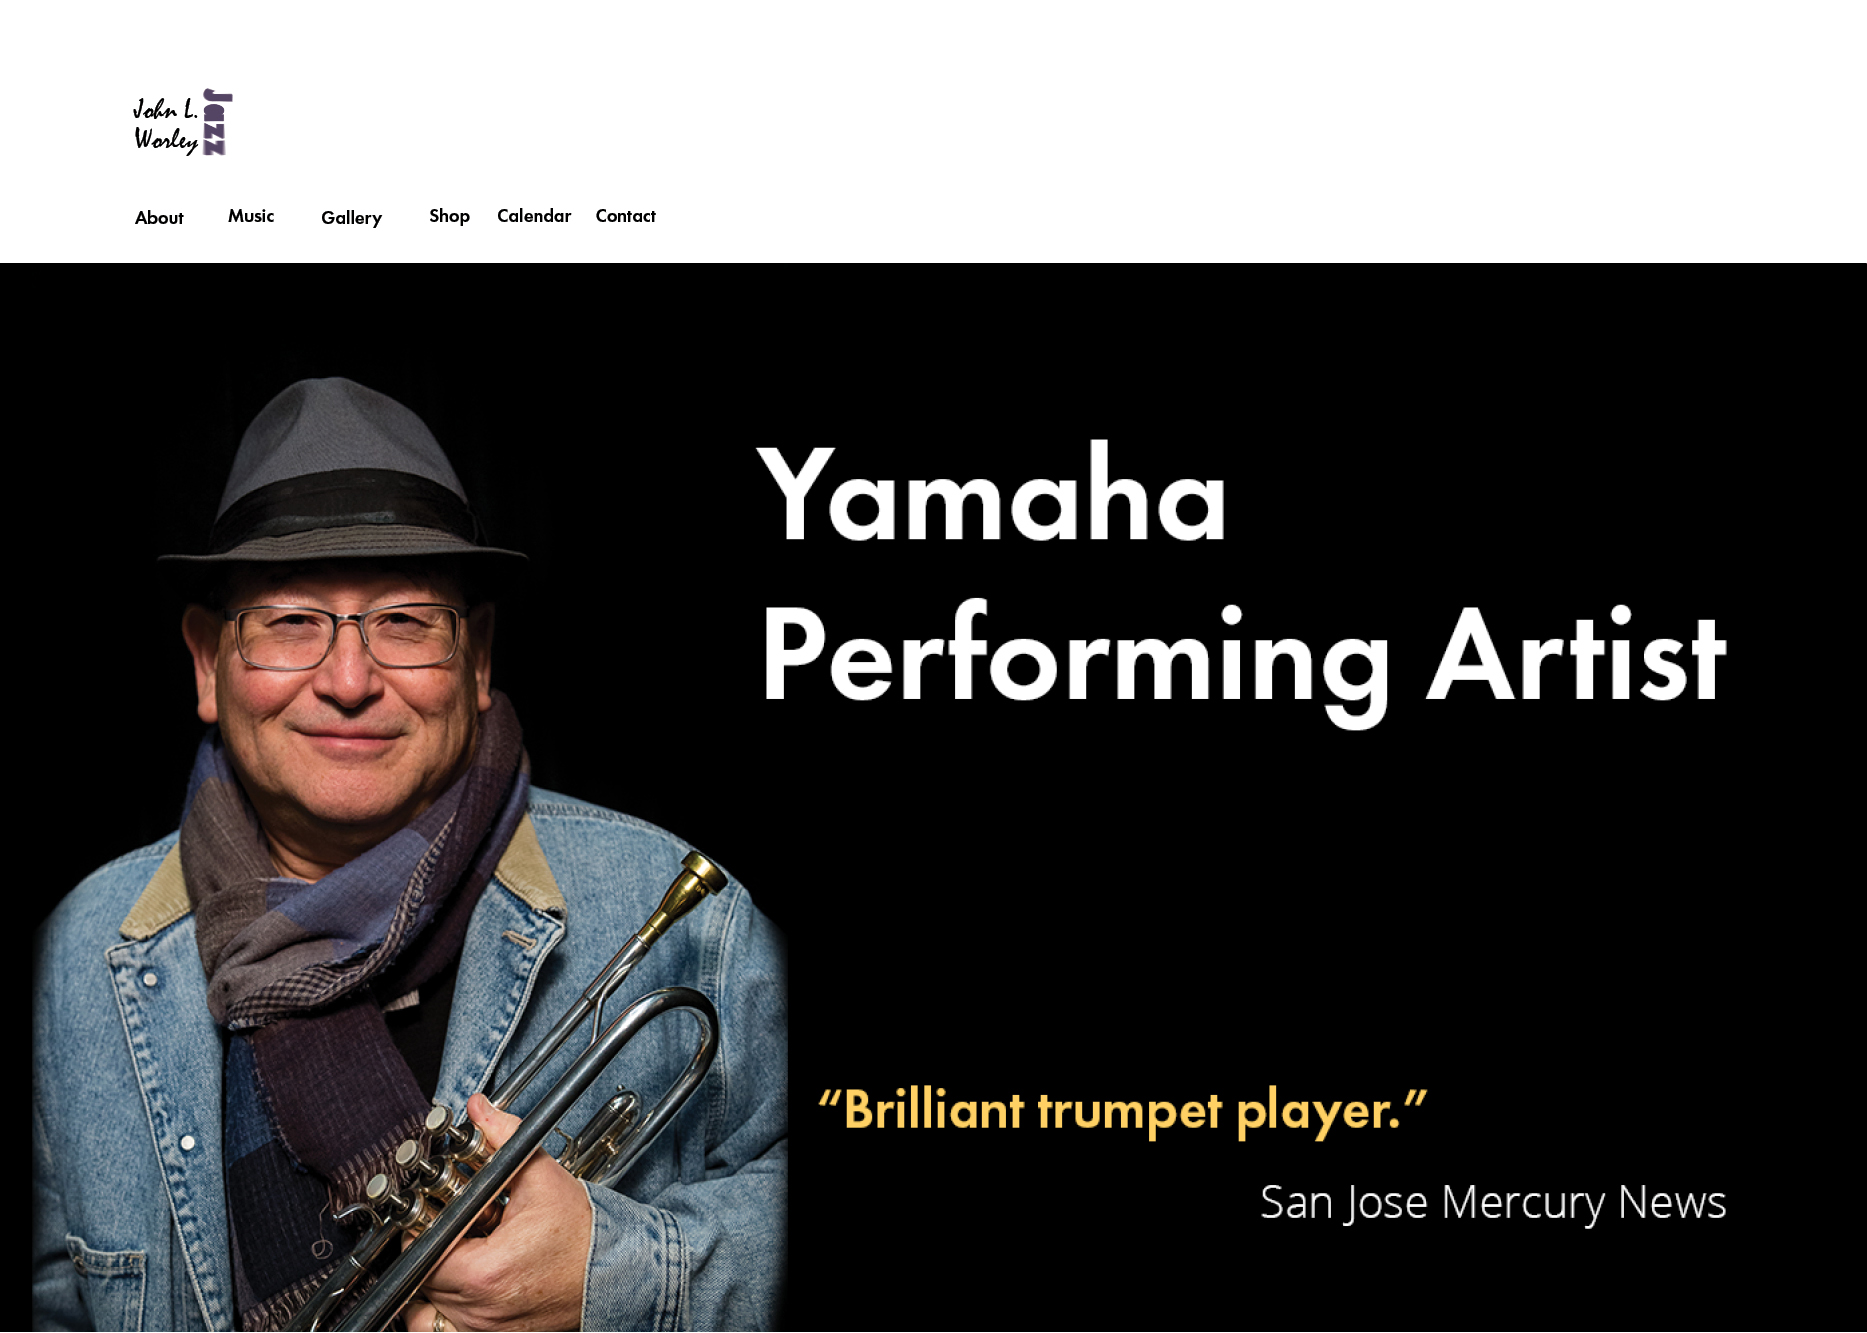 John L.
Worley
Jazz
About Music Gallery Shop Calendar Contact
Yamaha
Performing Artist
“Brilliant trumpet player.”
San Jose Mercury News